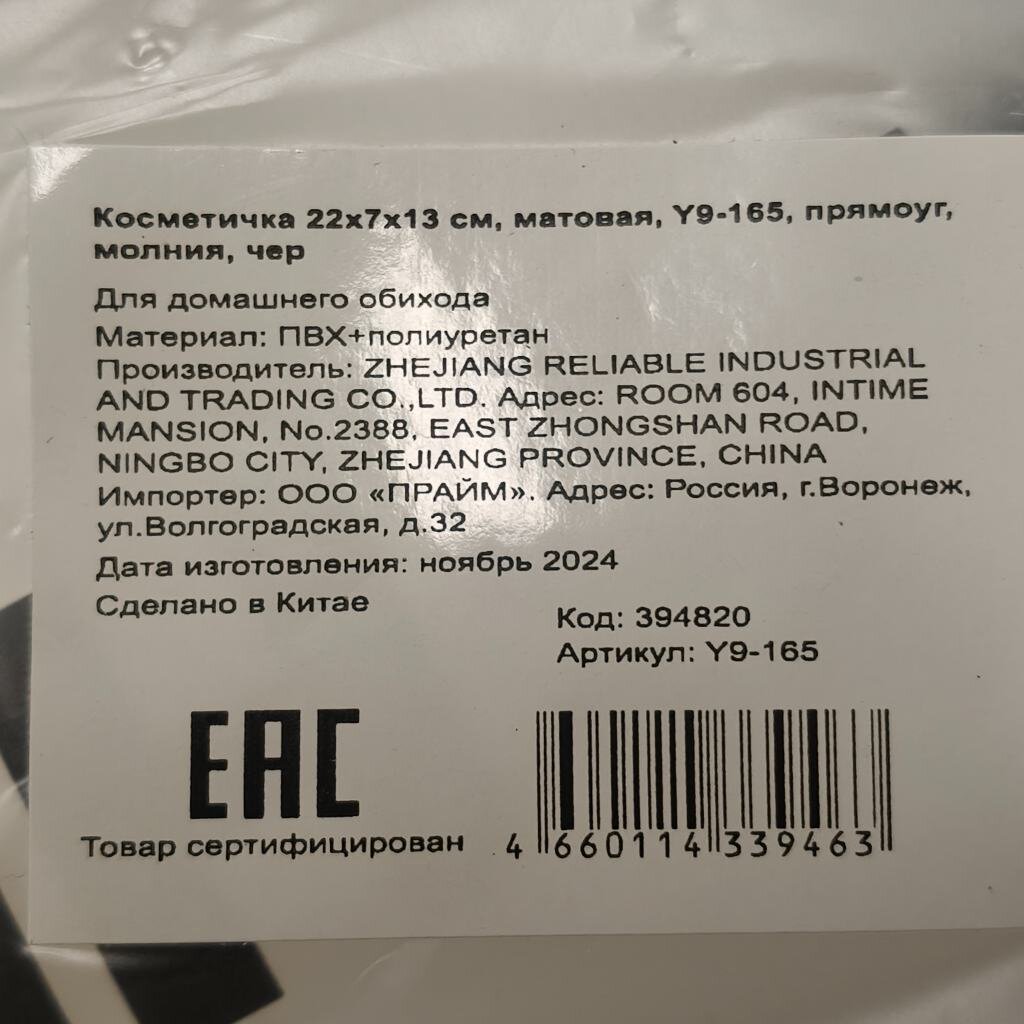 Косметичка 22х7х13 см, матовая, Y9-165, прямоуг,
молния, чер
Для домашнего обихода
Материал: ПВХ+полиуретан
Производитель: ZHEJIANG RELIABLE INDUSTRIAL
AND TRADING CO.,LTD. Адрес: ROOM 604, INTIME
MANSION, No.2388, EAST ZHONGSHAN ROAD,
NINGBO CITY, ZHEJIANG PROVINCE, CHINA
Импортер: ООО «ПРАЙМ». Адрес: Россия, г.Воронеж,
ул.Волгоградская, д.32
Дата изготовления: ноябрь 2024
Сделано в Китае
Код: 394820
Артикул: Y9-165
EAC
Товар сертифицирован
4 660114 339463